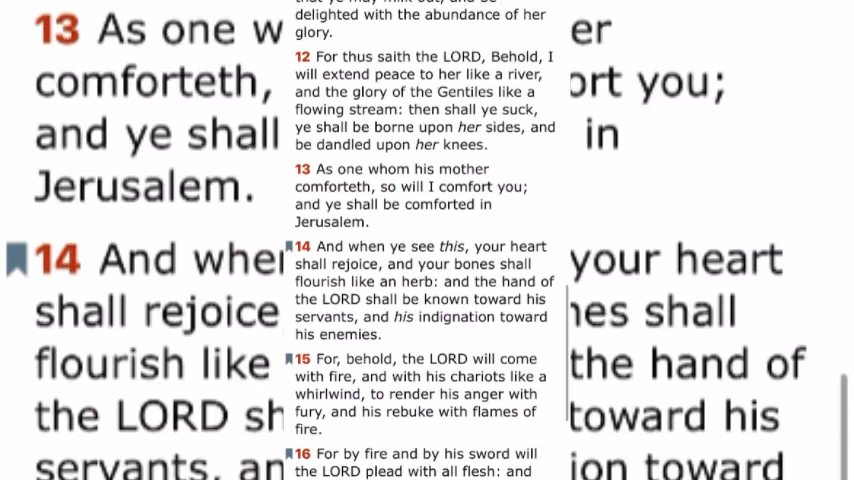 13 As one w
comforteth,
and ye shall
Jerusalem.
14 And when
shall rejoice
flourish like
the LORD sh
servants, an
delighted with the abundance of her
glory.
12 For thus saith the LORD, Behold, I
will extend peace to her like a river,
and the glory of the Gentiles like a
flowing stream: then shall ye suck,
ye shall be borne upon her sides, and
be dandled upon her knees.
13 As one whom his mother
comforteth, so will I comfort you;
and ye shall be comforted in
Jerusalem.
14 And when ye see this, your heart
shall rejoice, and your bones shall
flourish like an herb: and the hand of
the LORD shall be known toward his
servants, and his indignation toward
his enemies.
15 For, behold, the LORD will come
with fire, and with his chariots like a
whirlwind, to render his anger with
fury, and his rebuke with flames of
fire.
16 For by fire and by his sword will
the LORD plead with all flesh: and
er
ort you;
in
your heart
nes shall
the hand of
toward his
ion toward